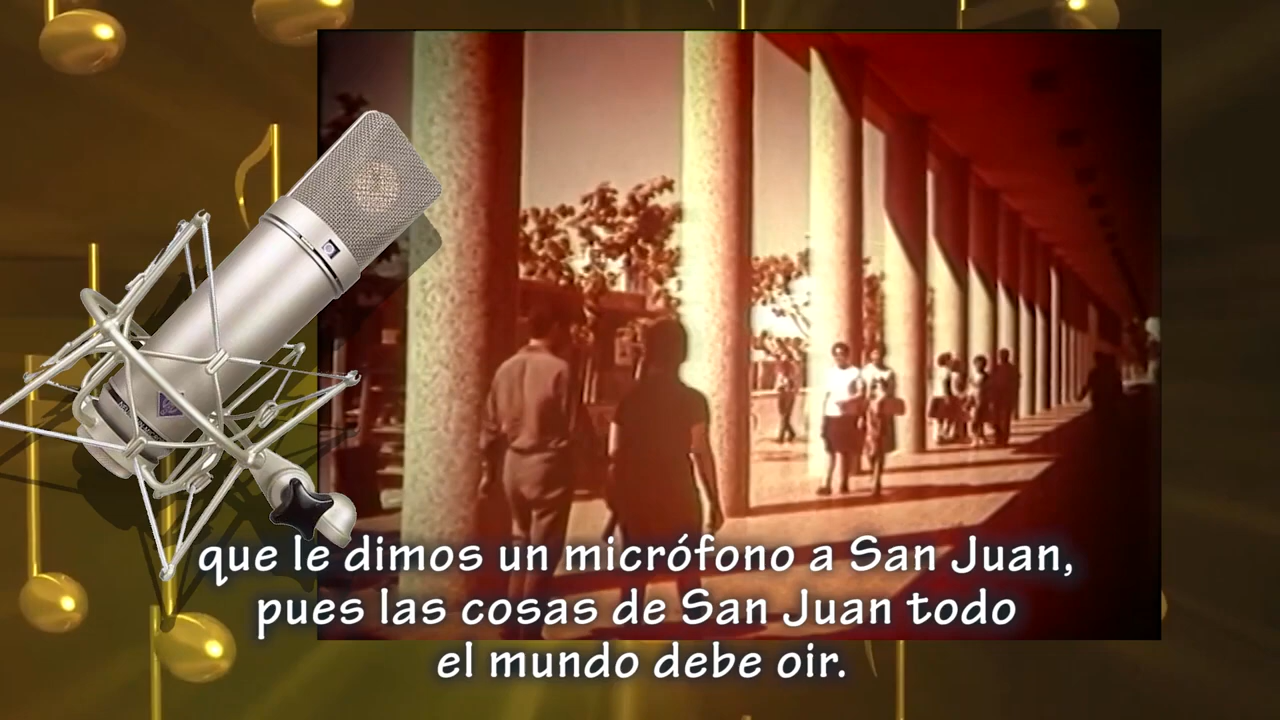 que le dimos un micrófono a San Juan,
pues las cosas de San Juan todo
el mundo debe oir.